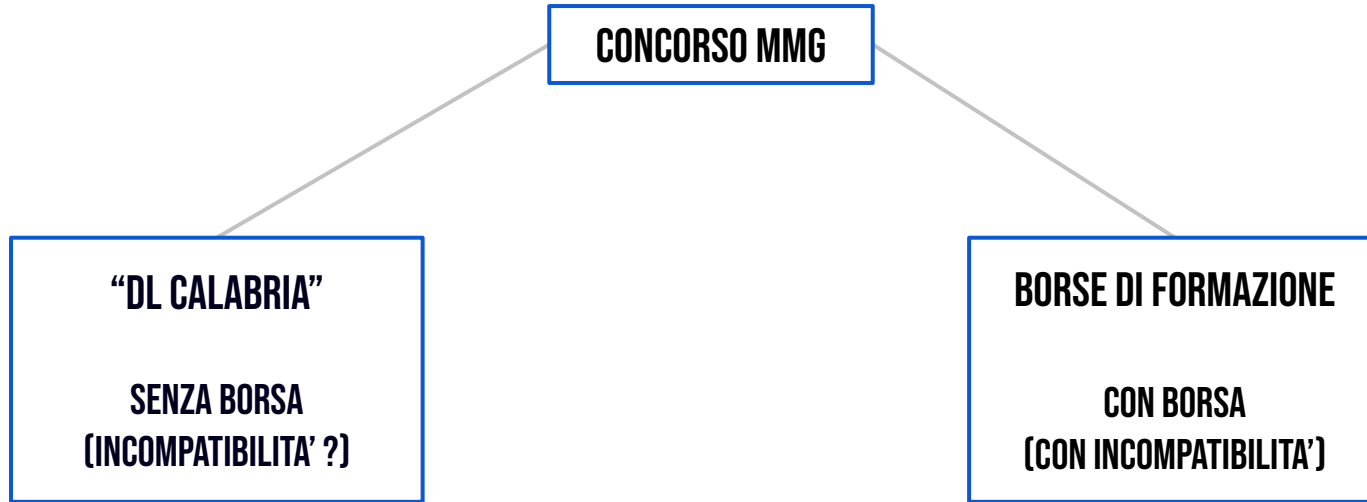 CONCORSO MMG
“DL CALABRIA”
SENZA BORSA
(INCOMPATIBILITA’ ?)
BORSE DI FORMAZIONE
CON BORSA
(CON INCOMPATIBILITA’)